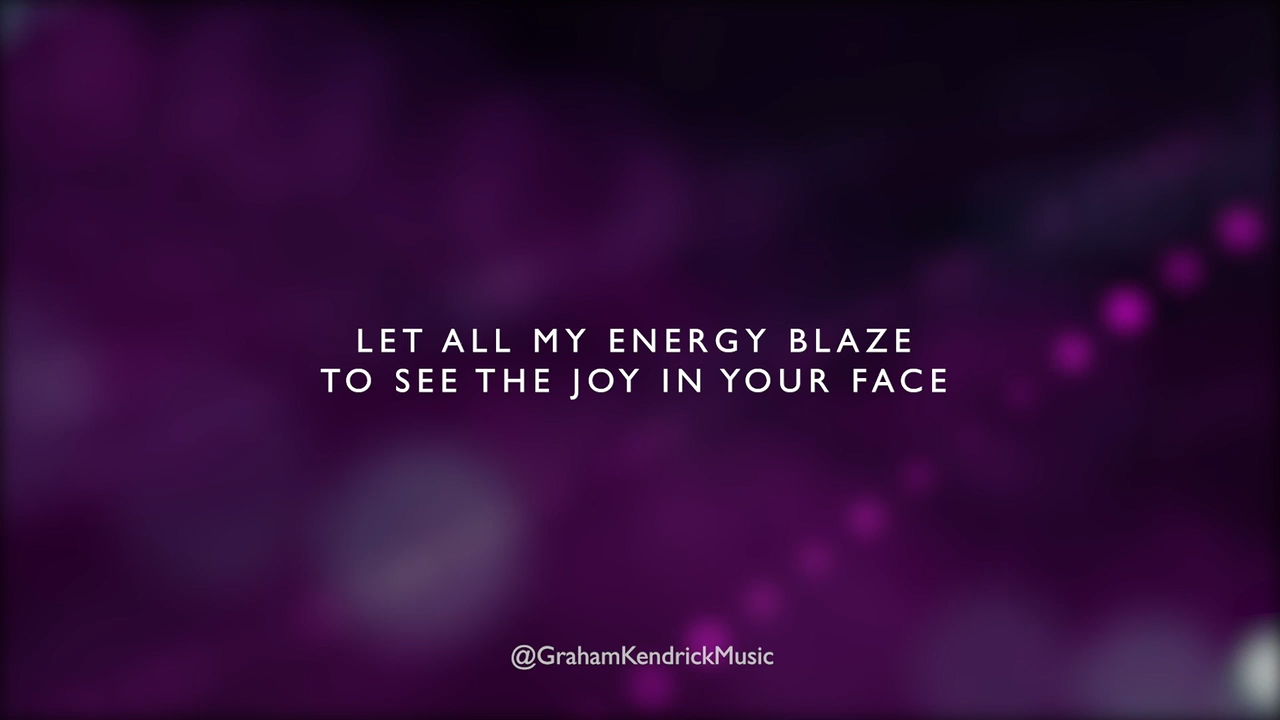 LET ALL MY ENERGY BLAZE
TO SEE THE JOY IN YOUR FACE
@GrahamKendrickMusic